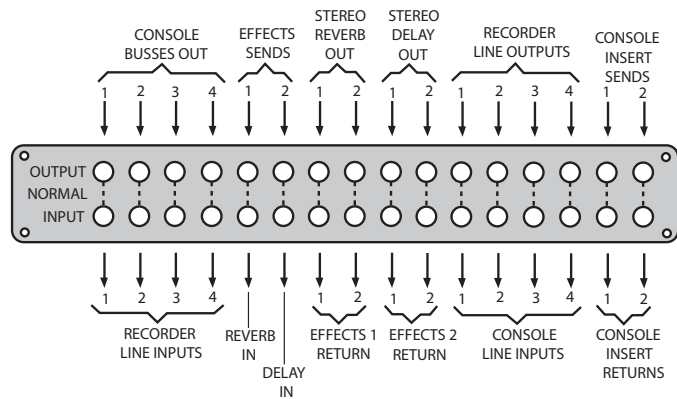 CONSOLE
BUSSES OUT
EFFECTS
SENDS
STEREO
REVERB
OUT
STEREO
DELAY
OUT
RECORDER
LINE OUTPUTS
CONSOLE
INSERT
SENDS
1 2 3 4 1 2 1 2 1 2 1 2 3 4 1 2
OUTPUT
NORMAL
INPUT
1 2 3 4 1 2 1 2 1 2 3 4 1 2
RECORDER
LINE INPUTS
REVERB
IN
DELAY
IN
EFFECTS 1
RETURN
EFFECTS 2
RETURN
CONSOLE
LINE INPUTS
CONSOLE
INSERT
RETURNS